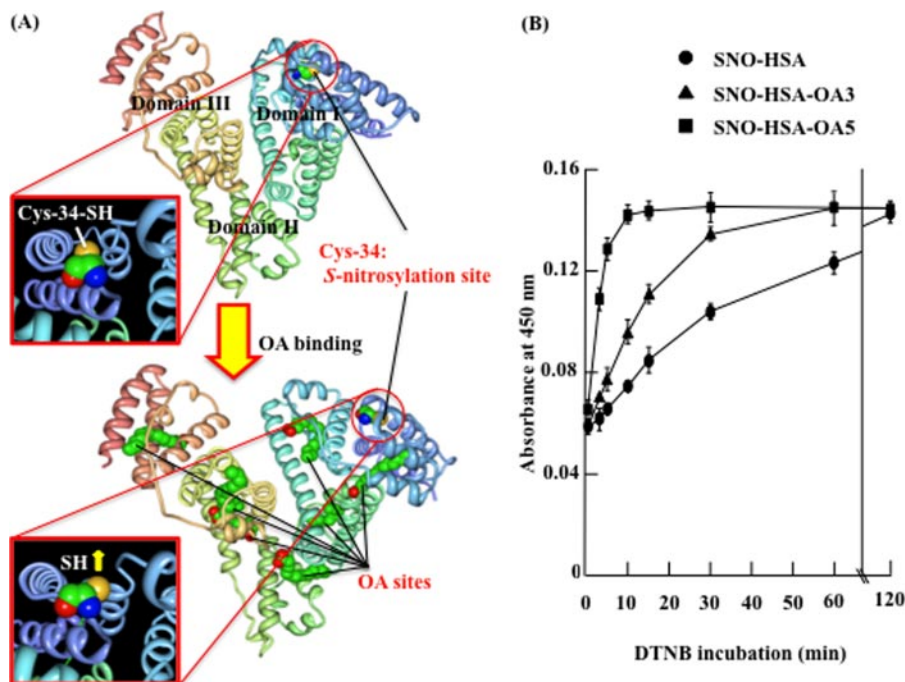 (A)
Domain III
Domain I
Cys-34-SH
Domain II
Cys-34:
S-nitrosylation site
OA binding
SH
OA sites
(B)
SNO-HSA
SNO-HSA-OA3
SNO-HSA-OA5
Absorbance at 450 nm
0.16
0.12
0.08
0.04
0
0 10 20 30 60 120
DTNB incubation (min)